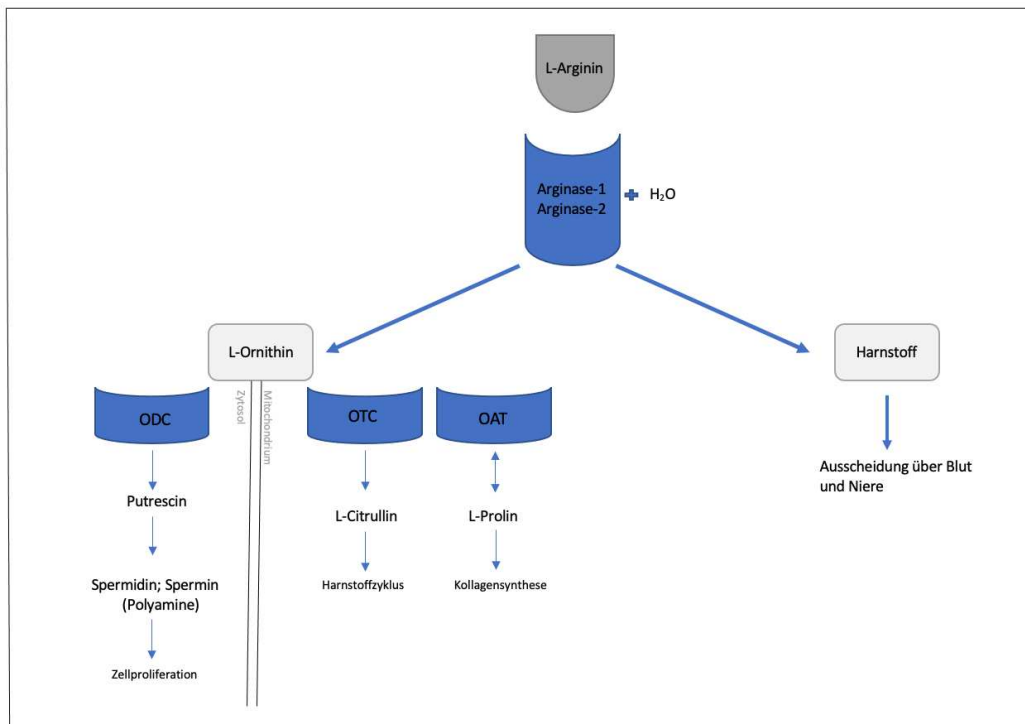 L-Arginin
Arginase-1
Arginase-2
H₂O
L-Ornithin
Harnstoff
Zytosol
Mitochondrium
ODC
OTC
OAT
Ausscheidung über Blut
und Niere
Putrescin
L-Citrullin
L-Prolin
Spermidin; Spermin
(Polyamine)
Harnstoffzyklus
Kollagensynthese
Zellproliferation